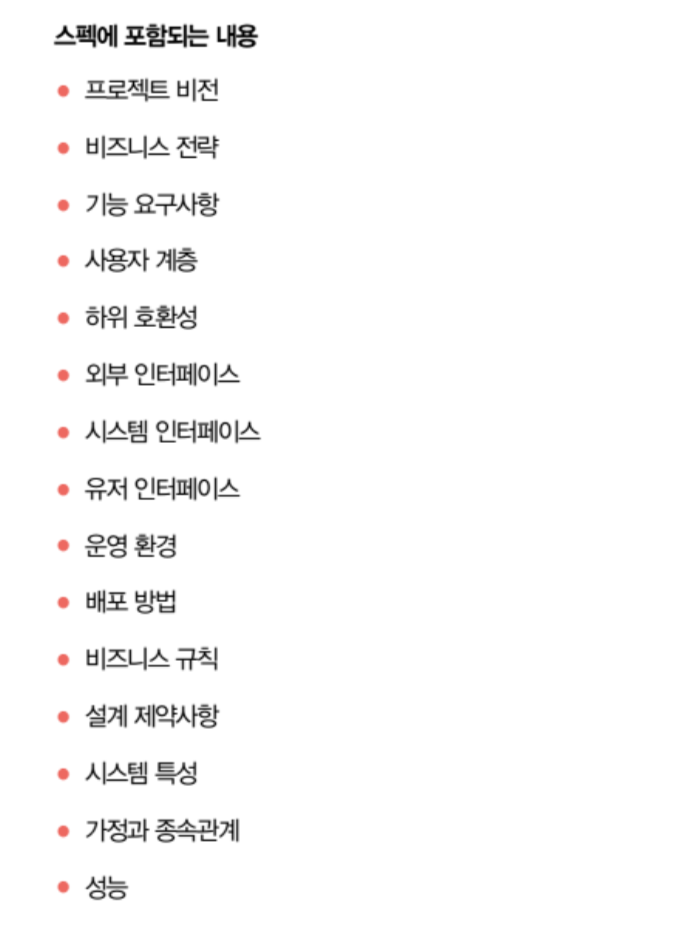 스펙에 포함되는 내용
프로젝트 비전
비즈니스 전략
기능 요구사항
사용자 계층
하위 호환성
외부 인터페이스
시스템 인터페이스
유저 인터페이스
운영 환경
배포 방법
비즈니스 규칙
설계 제약사항
시스템 특성
가정과 종속관계
성능